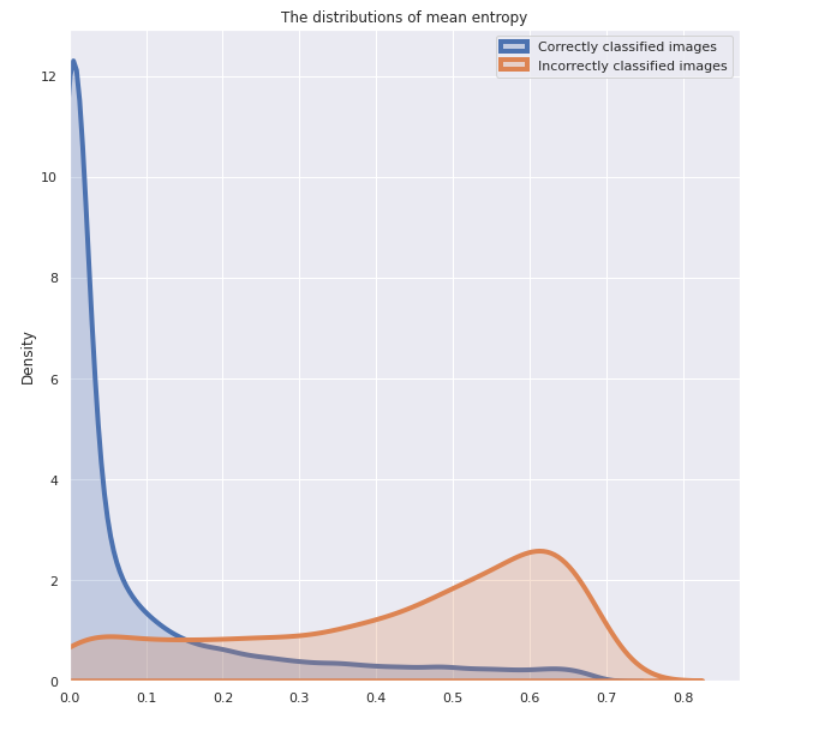 The distributions of mean entropy
Correctly classified images
Incorrectly classified images
12
10
8
6
4
2
0
Density
0.0 0.1 0.2 0.3 0.4 0.5 0.6 0.7 0.8